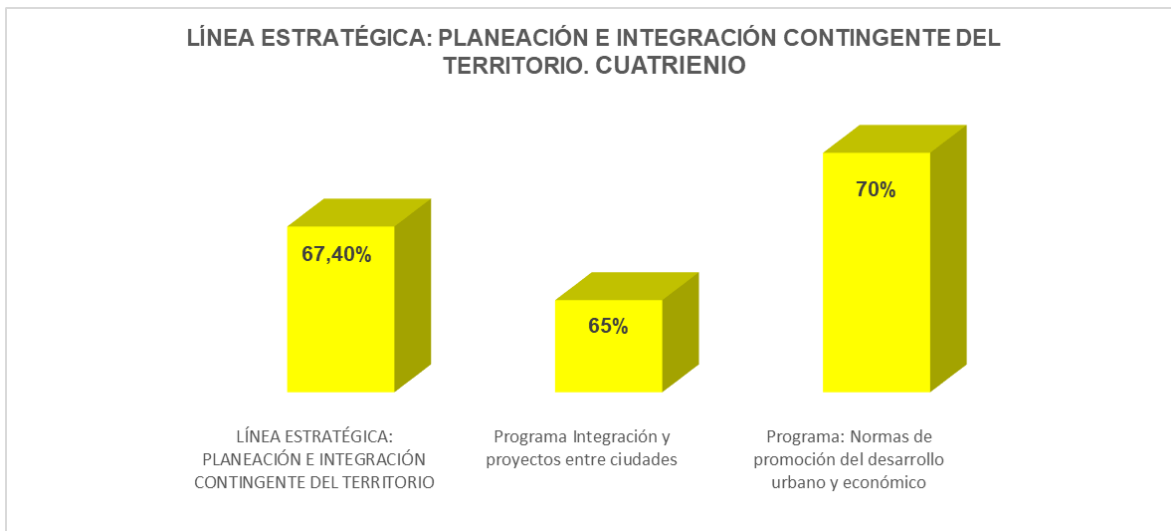 LÍNEA ESTRATÉGICA: PLANEACIÓN E INTEGRACIÓN CONTINGENTE DEL
TERRITORIO. CUATRIENIO
67,40%
65%
70%
LÍNEA ESTRATÉGICA:
PLANEACIÓN E INTEGRACIÓN
CONTINGENTE DEL TERRITORIO
Programa Integración y
proyectos entre ciudades
Programa: Normas de
promoción del desarrollo
urbano y económico